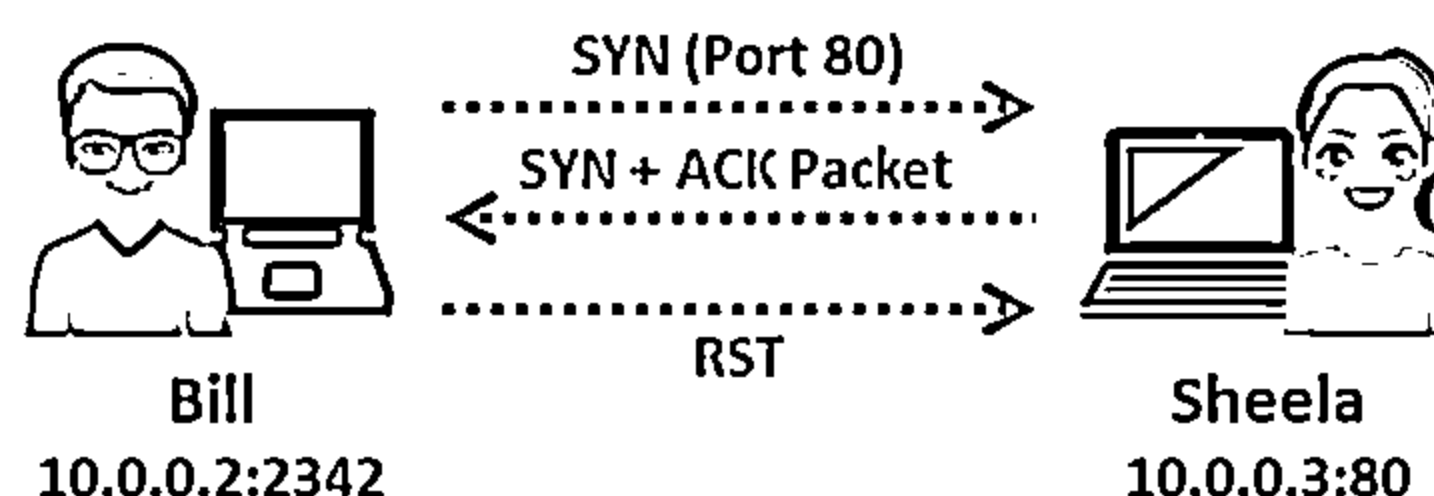 SYN (Port 80)
SYN + ACK Packet
RST
Bill
Sheela
10.0.0.2:2342
10.0.0.3:80